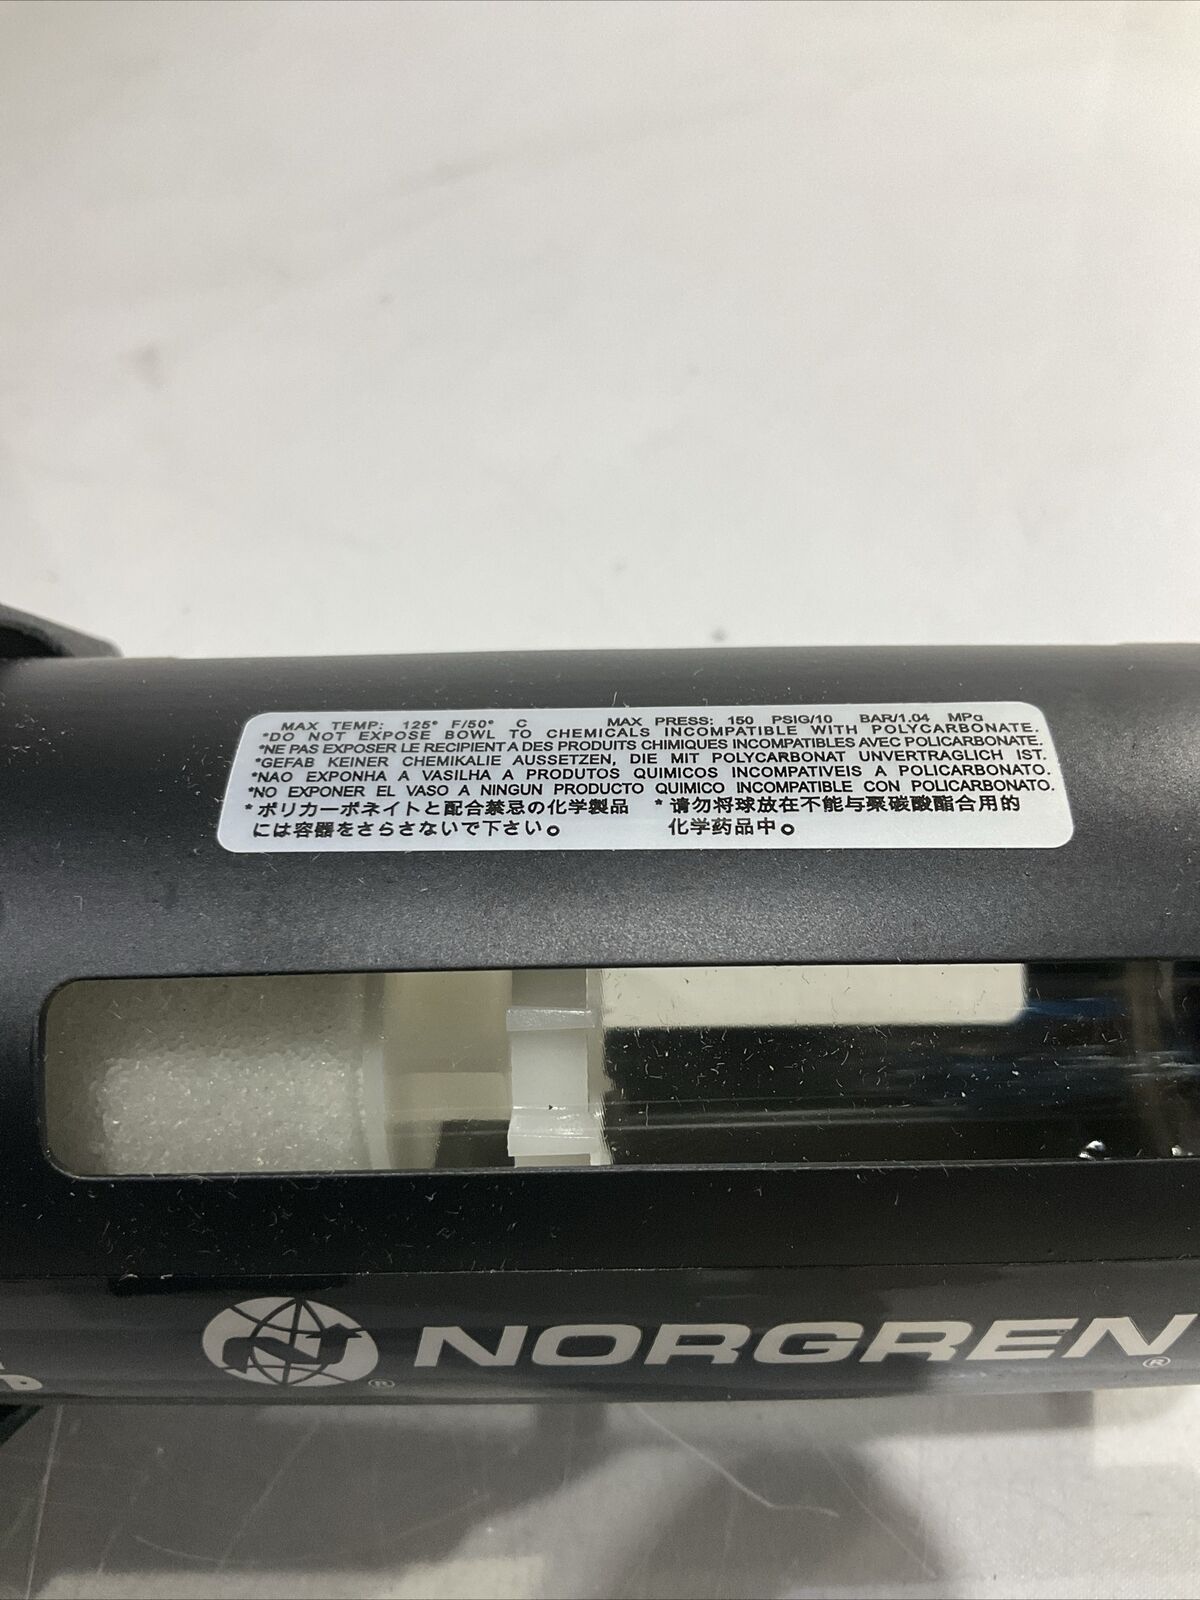 MAX TEMP: 125° F/50° C MAX PRESS: 150 PSIG/10 BAR/1.04 MPa
*DO NOT EXPOSE BOWL TO CHEMICALS INCOMPATIBLE WITH POLYCARBONATE.
*NE PAS EXPOSER LE RECIPIENT A DES PRODUITS CHIMIQUES INCOMPATIBLES AVEC POLICARBONATE.
*GEFAB KEINER CHEMIKALIE AUSSETZEN, DIE MIT POLYCARBONAT UNVERTRAGLICH IST.
*NAO EXPONHA A VASILHA A PRODUTOS QUIMICOS INCOMPATIVEIS A POLICARBONATO.
*NO EXPONER EL VASO A NINGUN PRODUCTO QUIMICO INCOMPATIBLE CON POLICARBONATO.
*ポリカーボネイトと配合禁忌の化学製品
には容器をさらさないで下さい。
*请勿将球放在不能与聚碳酸酯合用的
化学药品中。
® NORGREN®